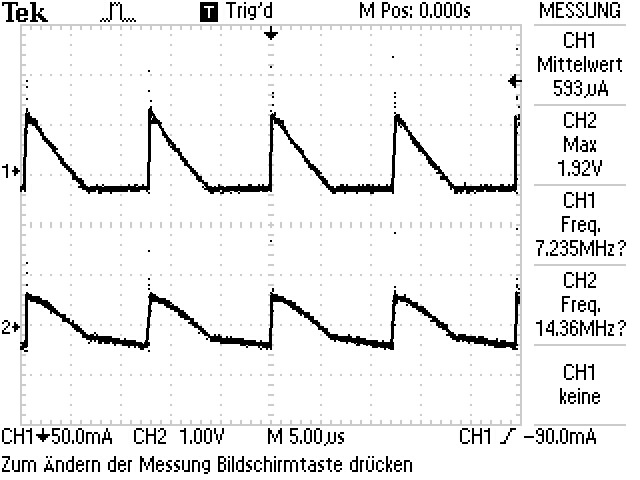 Tek T Trig'd M Pos: 0.000s MESSUNG
CH1
Mittelwert
593µA
CH2
Max
1.92V
CH1
Freq.
7.235MHz?
CH2
Freq.
14.36MHz?
CH1
keine
1
2
CH1 50.0mA CH2 1.00V M 5.00µs CH1 -90.0mA
Zum Ändern der Messung Bildschirmtaste drücken